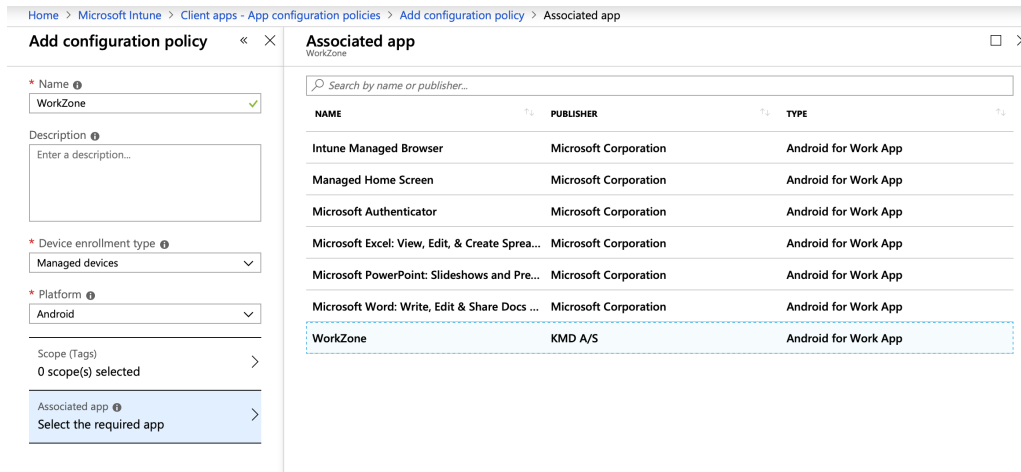 Home > Microsoft Intune > Client apps - App configuration policies > Add configuration policy > Associated app
Add configuration policy
* Name
WorkZone
Description
Enter a description...
* Device enrollment type
Managed devices
* Platform
Android
Scope (Tags)
0 scope(s) selected
Associated app
Select the required app
Associated app
WorkZone
Search by name or publisher...
NAME PUBLISHER TYPE
Intune Managed Browser Microsoft Corporation Android for Work App
Managed Home Screen Microsoft Corporation Android for Work App
Microsoft Authenticator Microsoft Corporation Android for Work App
Microsoft Excel: View, Edit, & Create Sprea... Microsoft Corporation Android for Work App
Microsoft PowerPoint: Slideshows and Pre... Microsoft Corporation Android for Work App
Microsoft Word: Write, Edit & Share Docs ... Microsoft Corporation Android for Work App
WorkZone KMD A/S Android for Work App